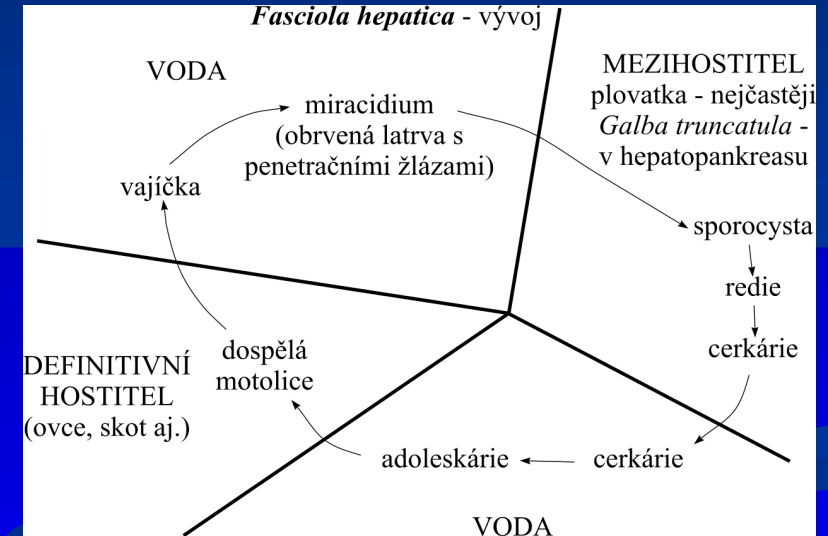 Fasciola hepatica - vývoj
VODA
miracidium
(obrvená latrva s
penetračními žlázami)
vajíčka
MEZIHOSTITEL
plovatka - nejčastěji
Galba truncatula -
v hepatopankreasu
sporocysta
redie
cerkárie
DEFINITIVNÍ
HOSTITEL
(ovce, skot aj.)
dospělá
motolice
adoleskárie
cerkárie
VODA